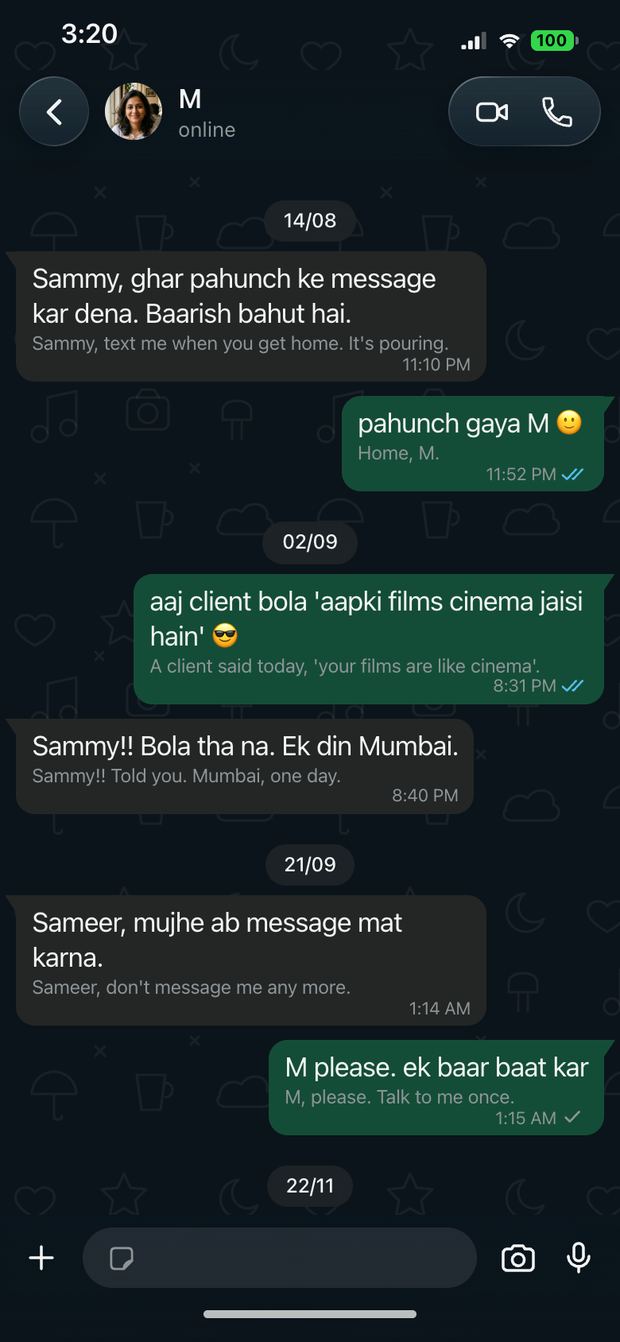 3:20
100
M
online
14/08
Sammy, ghar pahunch ke message
kar dena. Baarish bahut hai.
Sammy, text me when you get home. It's pouring.
11:10 PM
pahunch gaya M 🙂
Home, M.
11:52 PM
02/09
aaj client bola 'aapki films cinema jaisi
hain' 😎
A client said today, 'your films are like cinema'.
8:31 PM
Sammy!! Bola tha na. Ek din Mumbai.
Sammy!! Told you. Mumbai, one day.
8:40 PM
21/09
Sameer, mujhe ab message mat
karna.
Sameer, don't message me any more.
1:14 AM
M please. ek baar baat kar
M, please. Talk to me once.
1:15 AM
22/11